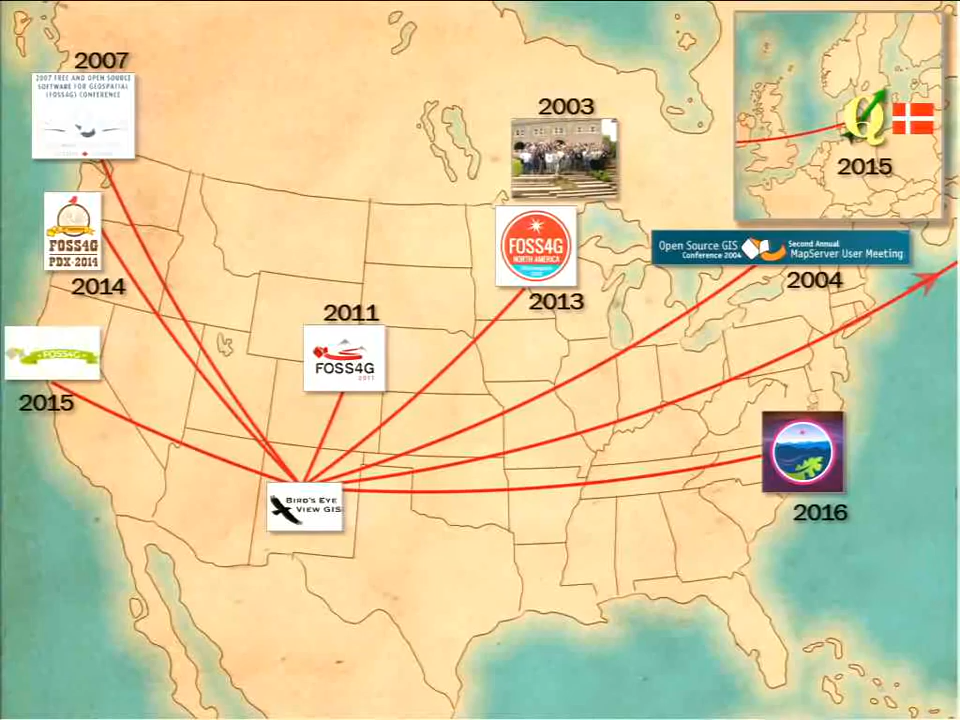 2007
2007 FREE AND OPEN SOURCE
SOFTWARE FOR GEOSPATIAL
(FOSS4G) CONFERENCE
2003
2015
FOSS4G
PDX-2014
2014
FOSS4G
NORTH AMERICA
2013
Open Source GIS
Conference 2004
Second Annual
MapServer User Meeting
2004
2011
FOSS4G
2011
FOSS4G
2015
BIRD'S EYE
VIEW GIS
2016